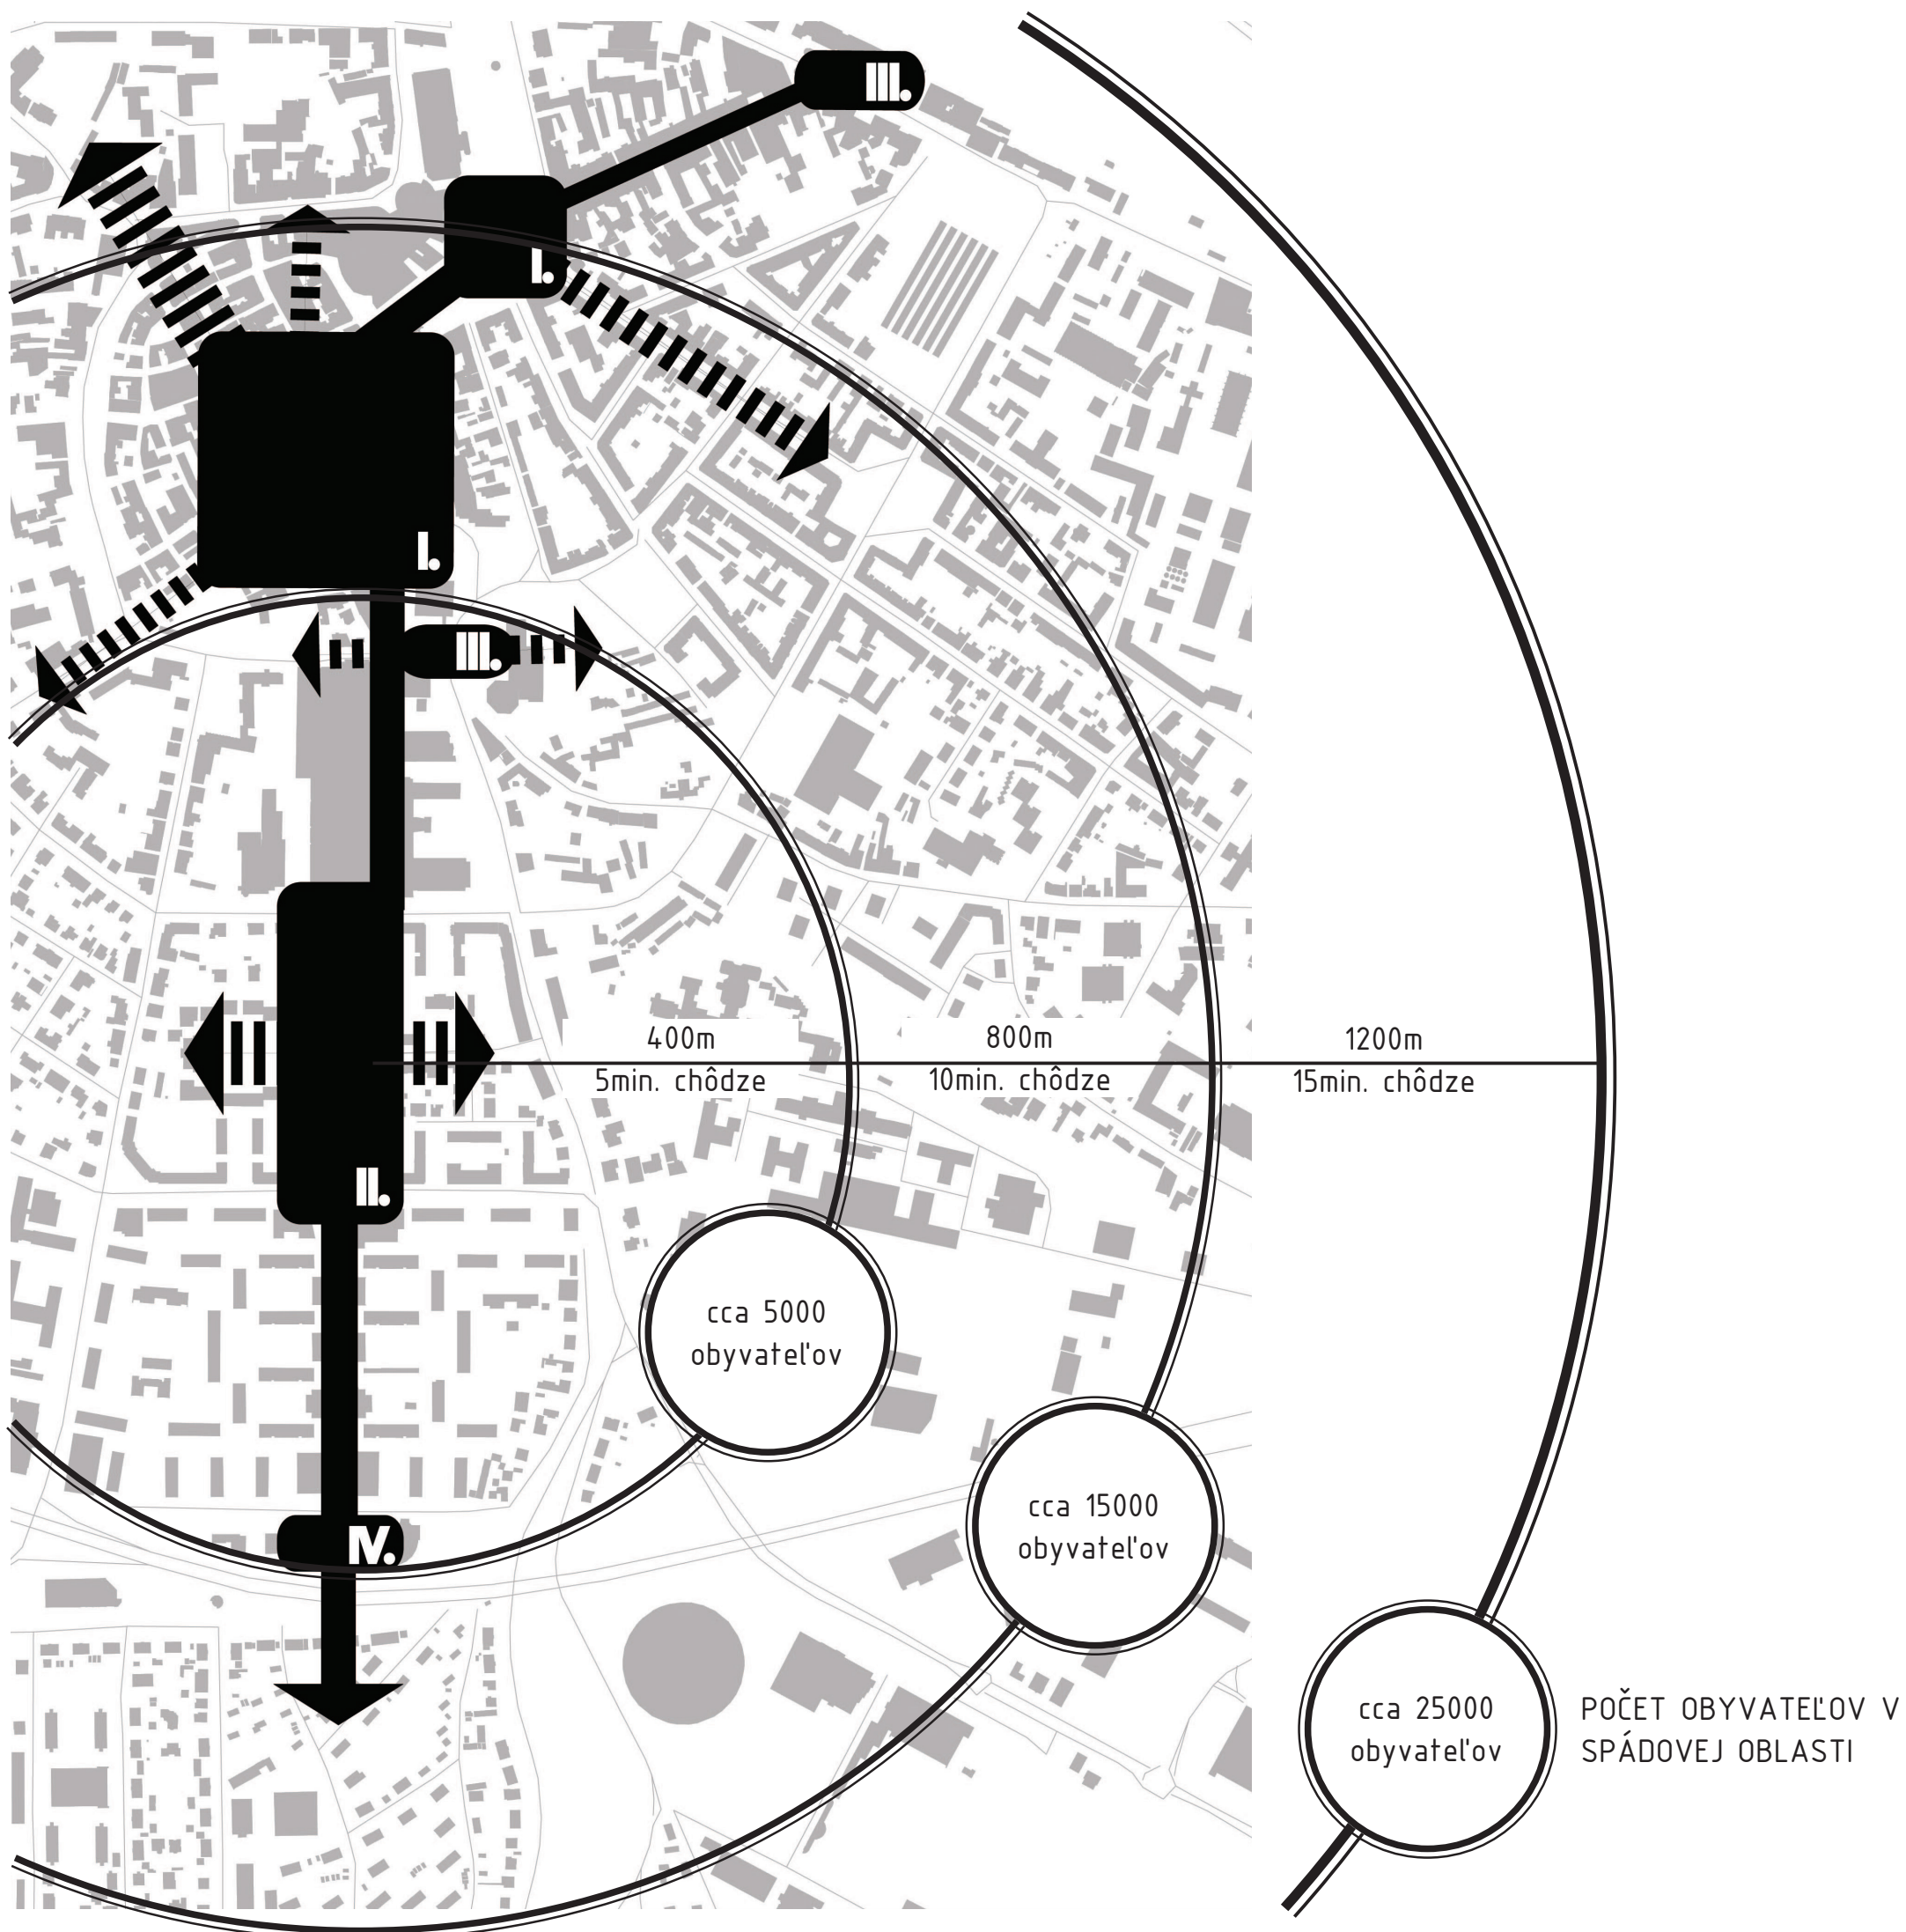 III.
I.
I.
III.
400m
800m
1200m
5min. chôdze
10min. chôdze
15min. chôdze
II.
cca 5000
obyvateľov
cca 15000
obyvateľov
IV.
cca 25000
obyvateľov
POČET OBYVATEĽOV V
SPÁDOVEJ OBLASTI